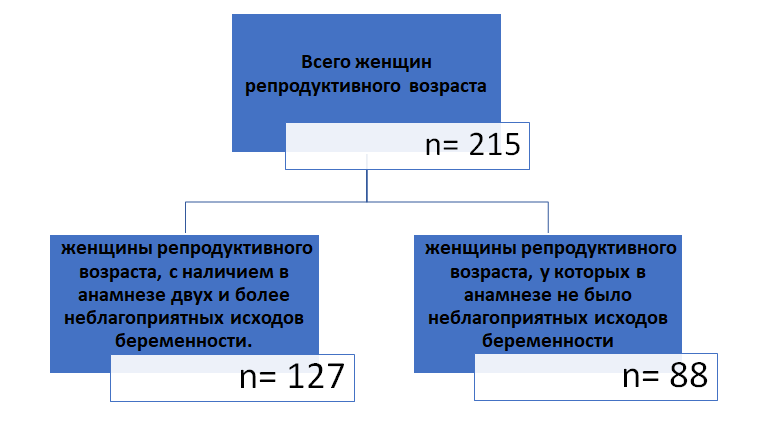 Всего женщин
репродуктивного возраста
n= 215
женщины репродуктивного
возраста, с наличием в
анамнезе двух и более
неблагоприятных исходов
беременности.
n= 127
женщины репродуктивного
возраста, у которых в
анамнезе не было
неблагоприятных исходов
беременности
n= 88